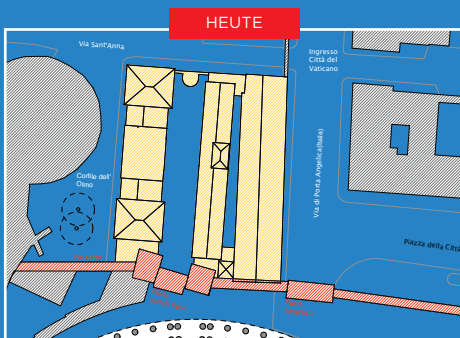 HEUTE
Via Sant'Anna
Ingresso
Città del
Vaticano
Via di Porta Angelica(Italia)
Cortile dell'
Olmo
Piazza della Città